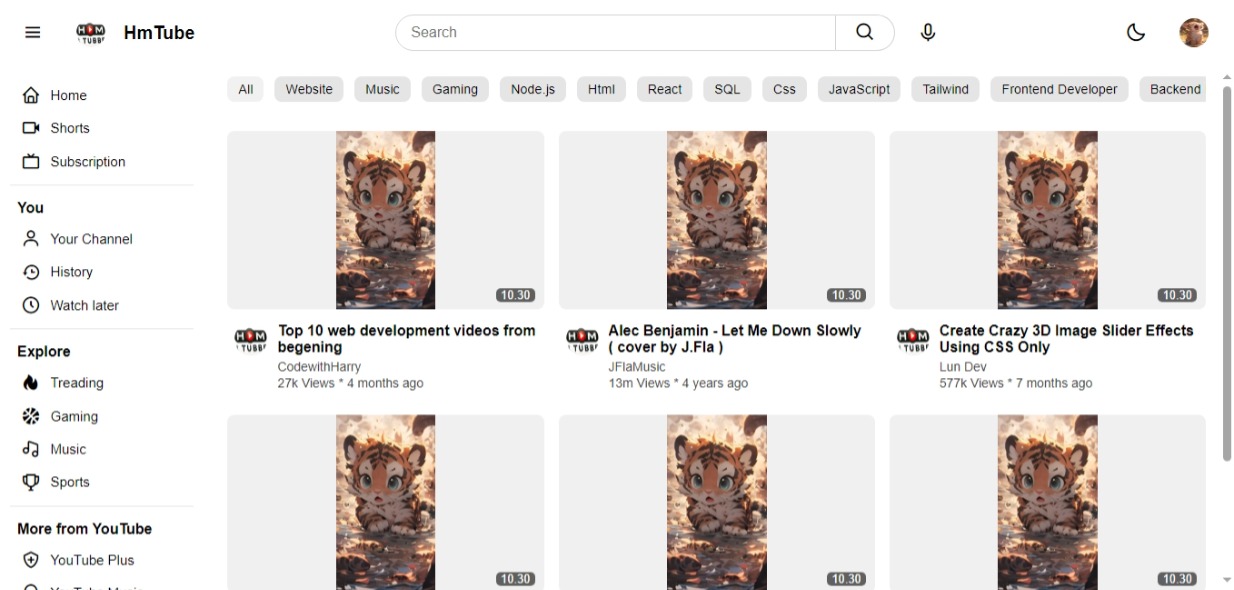 HM
TUBE
HmTube
Search
Home
Shorts
Subscription
You
Your Channel
History
Watch later
Explore
Treading
Gaming
Music
Sports
More from YouTube
YouTube Plus
All Website Music Gaming Node.js Html React SQL Css JavaScript Tailwind Frontend Developer Backend
10.30 10.30 10.30
Top 10 web development videos from
begening
CodewithHarry
27k Views * 4 months ago
Alec Benjamin - Let Me Down Slowly
( cover by J.Fla )
JFlaMusic
13m Views * 4 years ago
Create Crazy 3D Image Slider Effects
Using CSS Only
Lun Dev
577k Views * 7 months ago
10.30 10.30 10.30